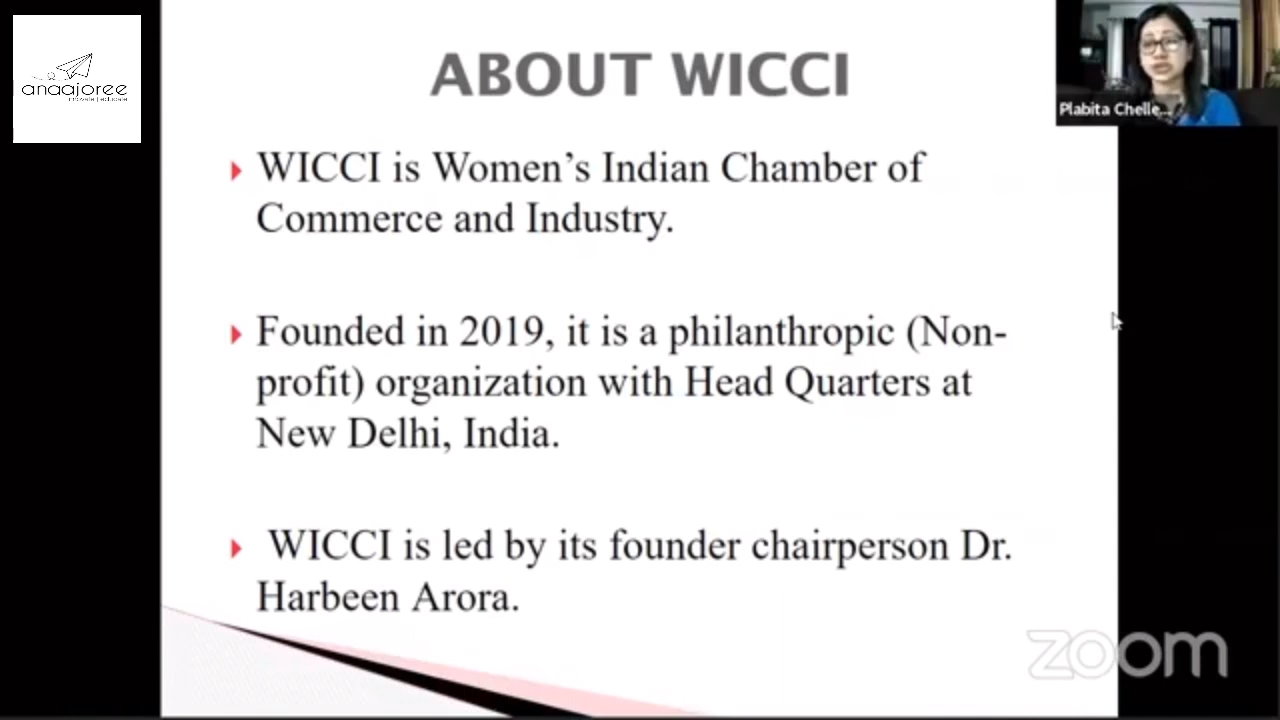 anaajoree
ABOUT WICCI
Plabita Chelle...
WICCI is Women’s Indian Chamber of
Commerce and Industry.
Founded in 2019, it is a philanthropic (Non-
profit) organization with Head Quarters at
New Delhi, India.
WICCI is led by its founder chairperson Dr.
Harbeen Arora.
zoom